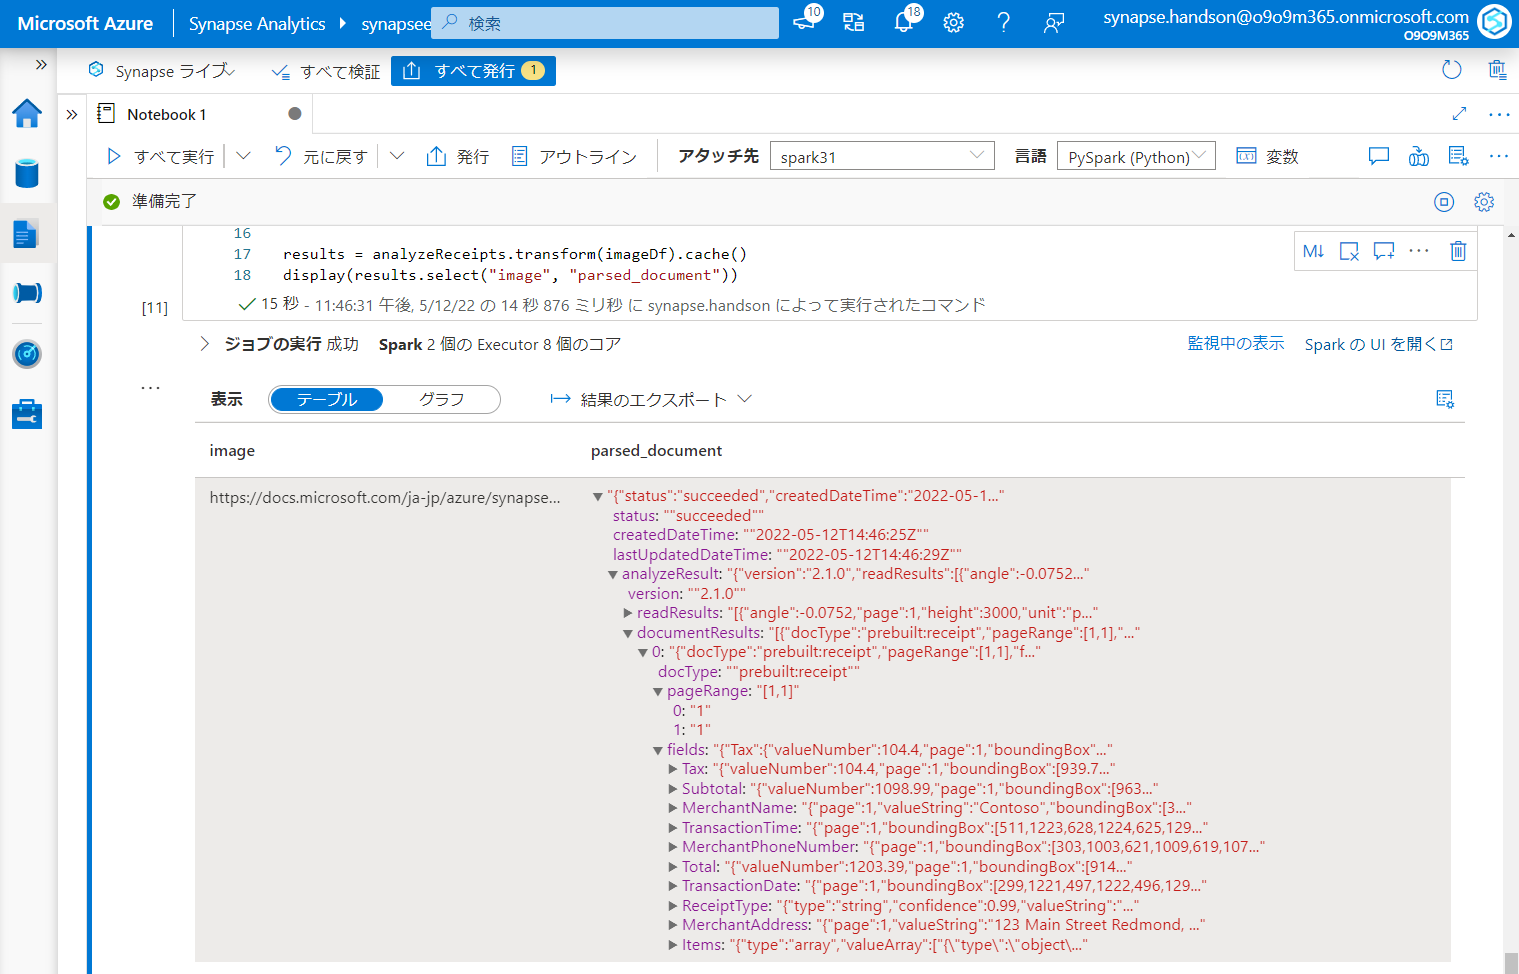 Microsoft Azure
Synapse Analytics
synapsee
検索
10
18
synapse.handson@o9o9m365.onmicrosoft.com
O9O9M365
Synapse ライブ
すべて検証
すべて発行
1
Notebook 1
すべて実行
元に戻す
発行
アウトライン
アタッチ先
spark31
言語
PySpark (Python)
変数
準備完了
16
17 results = analyzeReceipts.transform(imageDf).cache()
18 display(results.select("image", "parsed_document"))
M↓
[11]
15 秒 - 11:46:31 午後, 5/12/22 の 14 秒 876 ミリ秒 に synapse.handson によって実行されたコマンド
ジョブの実行 成功 Spark 2 個の Executor 8 個のコア
監視中の表示
Spark の UI を開く
表示
テーブル
グラフ
結果のエクスポート
image
parsed_document
https://docs.microsoft.com/ja-jp/azure/synapse...
"{"status":"succeeded","createdDateTime":"2022-05-1..."
status: ""succeeded""
createdDateTime: ""2022-05-12T14:46:25Z""
lastUpdatedDateTime: ""2022-05-12T14:46:29Z""
analyzeResult: "{"version":"2.1.0","readResults":[{"angle":-0.0752..."
version: ""2.1.0""
readResults: "[{"angle":-0.0752,"page":1,"height":3000,"unit":"p..."
documentResults: "[{"docType":"prebuilt:receipt","pageRange":[1,1],"..."
0: "{"docType":"prebuilt:receipt","pageRange":[1,1],"f..."
docType: ""prebuilt:receipt""
pageRange: "[1,1]"
0: "1"
1: "1"
fields: "{"Tax":{"valueNumber":104.4,"page":1,"boundingBox"..."
Tax: "{"valueNumber":104.4,"page":1,"boundingBox":[939.7..."
Subtotal: "{"valueNumber":1098.99,"page":1,"boundingBox":[963..."
MerchantName: "{"page":1,"valueString":"Contoso","boundingBox":[3..."
TransactionTime: "{"page":1,"boundingBox":[511,1223,628,1224,625,129..."
MerchantPhoneNumber: "{"page":1,"boundingBox":[303,1003,621,1009,619,107..."
Total: "{"valueNumber":1203.39,"page":1,"boundingBox":[914..."
TransactionDate: "{"page":1,"boundingBox":[299,1221,497,1222,496,129..."
ReceiptType: "{"type":"string","confidence":0.99,"valueString":"..."
MerchantAddress: "{"page":1,"valueString":"123 Main Street Redmond, ..."
Items: "{"type":"array","valueArray":["{\"type\":\"object\..."